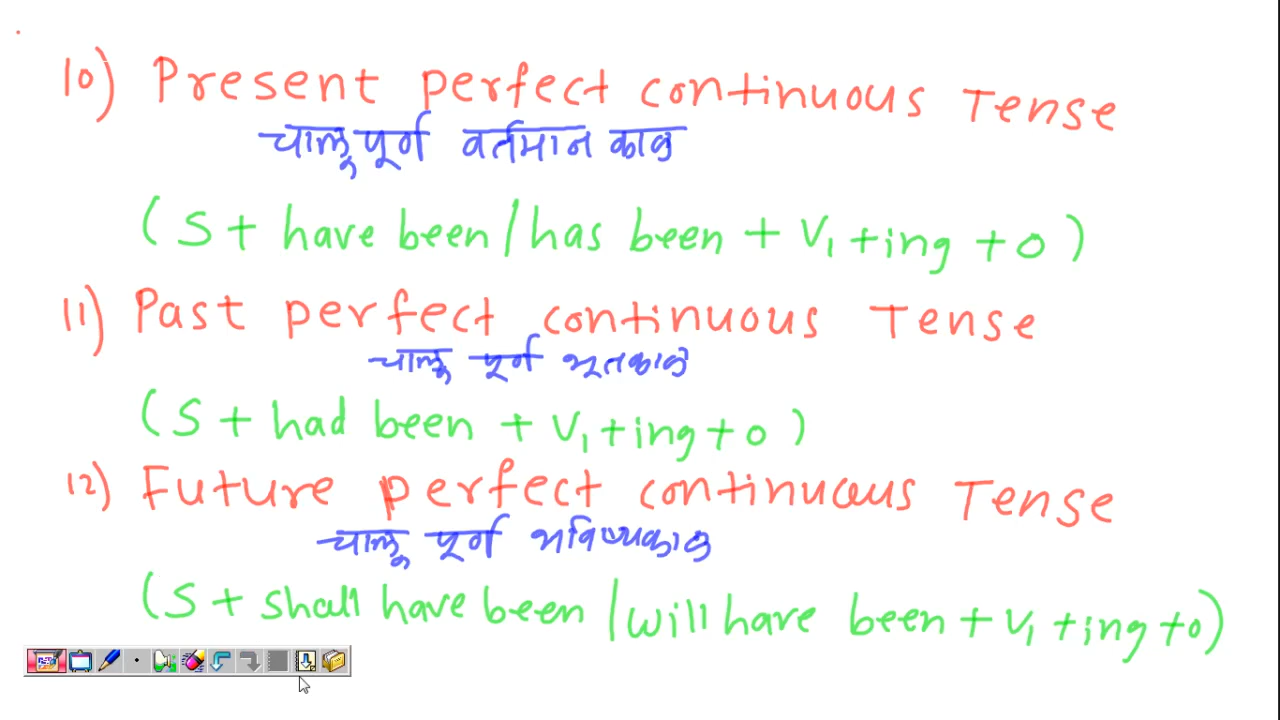 10) Present perfect continuous Tense
चालू पूर्ण वर्तमान काळ
( S + have been / has been + V₁ + ing + o )
11) Past perfect continuous Tense
चालू पूर्ण भूतकाळ
( S + had been + V₁ + ing + o )
12) Future perfect continuous Tense
चालू पूर्ण भविष्यकाळ
( S + shall have been / will have been + V₁ + ing + o )